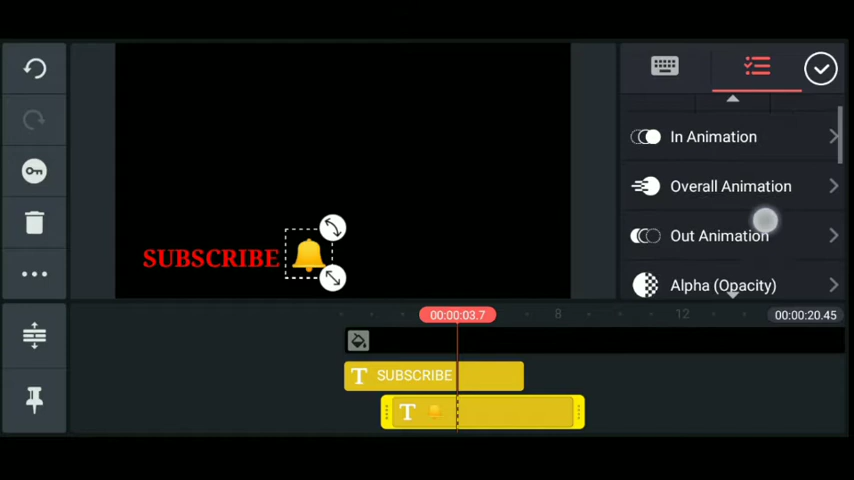 In Animation
Overall Animation
Out Animation
SUBSCRIBE
Alpha (Opacity)
00:00:03.7
8
12
00:00:20.45
T SUBSCRIBE
T